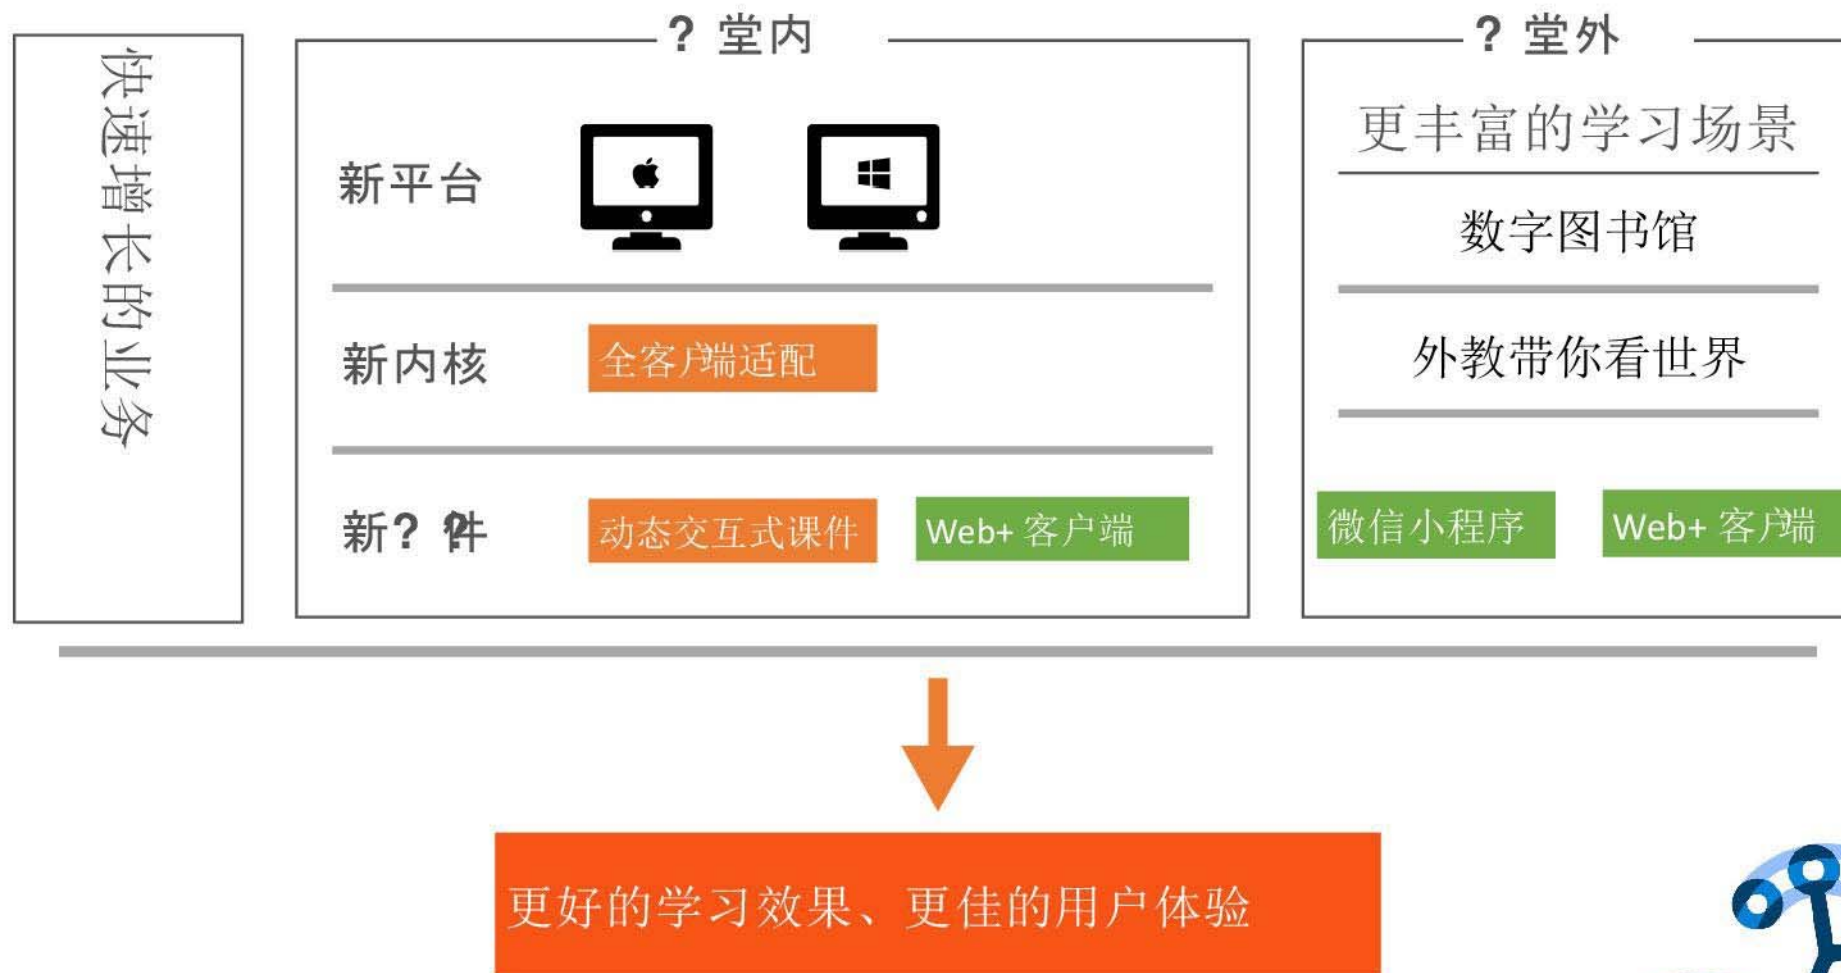 快速增长的业务
? 堂内
新平台
新内核
全客户端适配
新? ?件
动态交互式课件
Web+ 客户端
? 堂外
更丰富的学习场景
数字图书馆
外教带你看世界
微信小程序
Web+ 客户端
更好的学习效果、更佳的用户体验